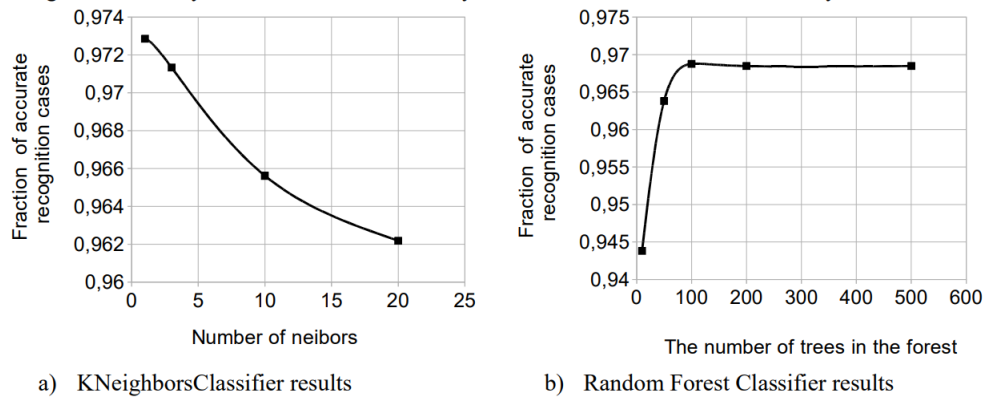 0,974
0,972
0,97
0,968
0,966
0,964
0,962
0,96
0 5 10 15 20 25
Fraction of accurate
recognition cases
Number of neibors
a) KNeighborsClassifier results
0,975
0,97
0,965
0,96
0,955
0,95
0,945
0,94
0 100 200 300 400 500 600
Fraction of accurate
recognition cases
The number of trees in the forest
b) Random Forest Classifier results